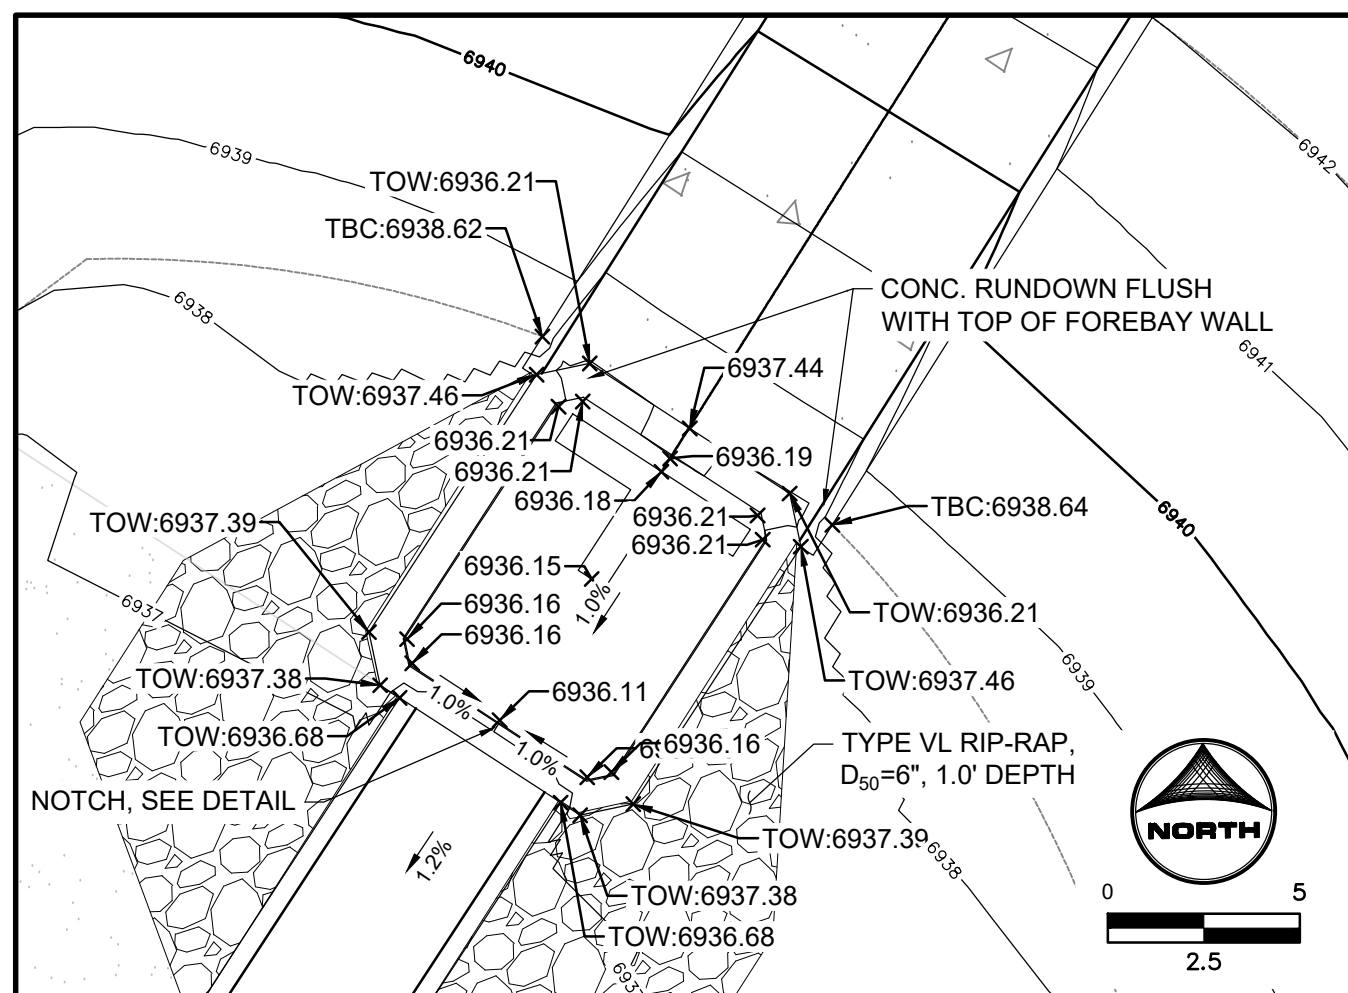 6940
6939
6942
TOW:6936.21
TBC:6938.62
CONC. RUNDOWN FLUSH
WITH TOP OF FOREBAY WALL
6938
6941
TOW:6937.46
6937.44
6936.21
6936.21
6936.19
6936.18
6936.21
6936.21
TBC:6938.64
6940
TOW:6937.39
6936.15
1.0%
6937
6936.16
6936.16
TOW:6936.21
6939
TOW:6937.38
TOW:6937.46
1.0%
6936.11
TOW:6936.68
1.0%
6936.16
TYPE VL RIP-RAP,
D50=6", 1.0' DEPTH
NOTCH, SEE DETAIL
NORTH
TOW:6937.39
6938
1.2%
TOW:6937.38
0
5
TOW:6936.68
2.5